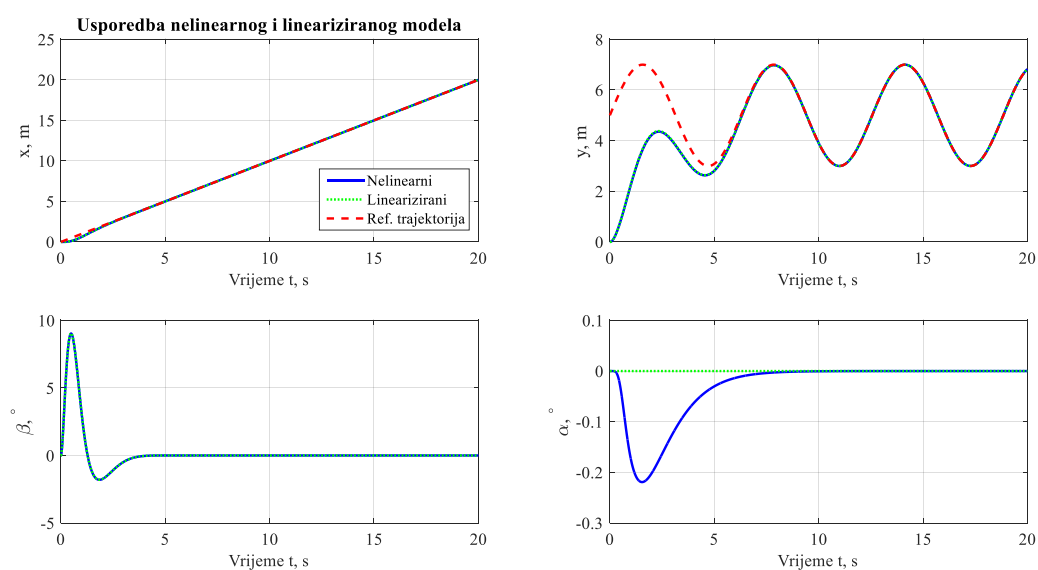 Usporedba nelinearnog i lineariziranog modela
25
20
15
10
5
0
x, m
Nelinearni
Linearizirani
Ref. trajektorija
0 5 10 15 20
Vrijeme t, s
8
6
4
2
0
y, m
0 5 10 15 20
Vrijeme t, s
10
5
0
-5
β, °
0 5 10 15 20
Vrijeme t, s
0.1
0
-0.1
-0.2
-0.3
α, °
0 5 10 15 20
Vrijeme t, s